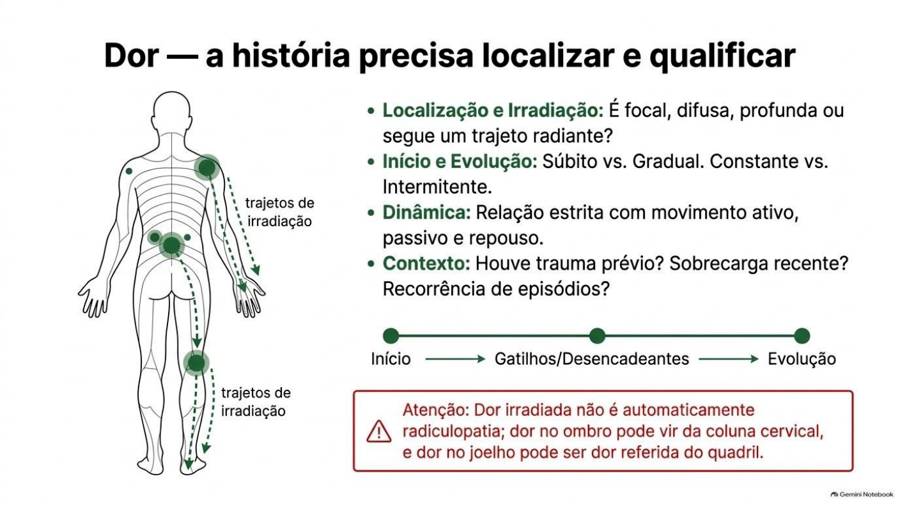 Dor — a história precisa localizar e qualificar
trajetos de
irradiação
trajetos de
irradiação
• Localização e Irradiação: É focal, difusa, profunda ou
segue um trajeto radiante?
• Início e Evolução: Súbito vs. Gradual. Constante vs.
Intermitente.
• Dinâmica: Relação estrita com movimento ativo,
passivo e repouso.
• Contexto: Houve trauma prévio? Sobrecarga recente?
Recorrência de episódios?
Início → Gatilhos/Desencadeantes → Evolução
Atenção: Dor irradiada não é automaticamente
radiculopatia; dor no ombro pode vir da coluna cervical,
e dor no joelho pode ser dor referida do quadril.
Gemini Notebook